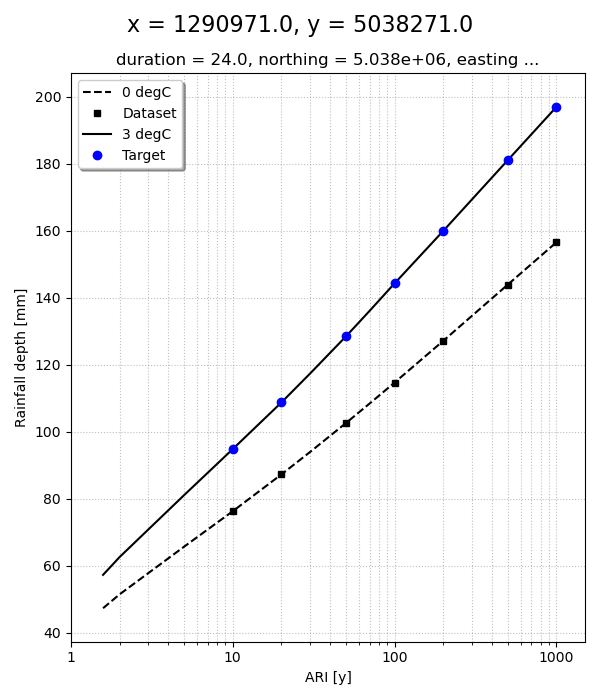 x = 1290971.0, y = 5038271.0
duration = 24.0, northing = 5.038e+06, easting ...
0 degC
Dataset
3 degC
Target
200
180
160
140
120
100
80
60
40
Rainfall depth [mm]
1 10 100 1000
ARI [y]